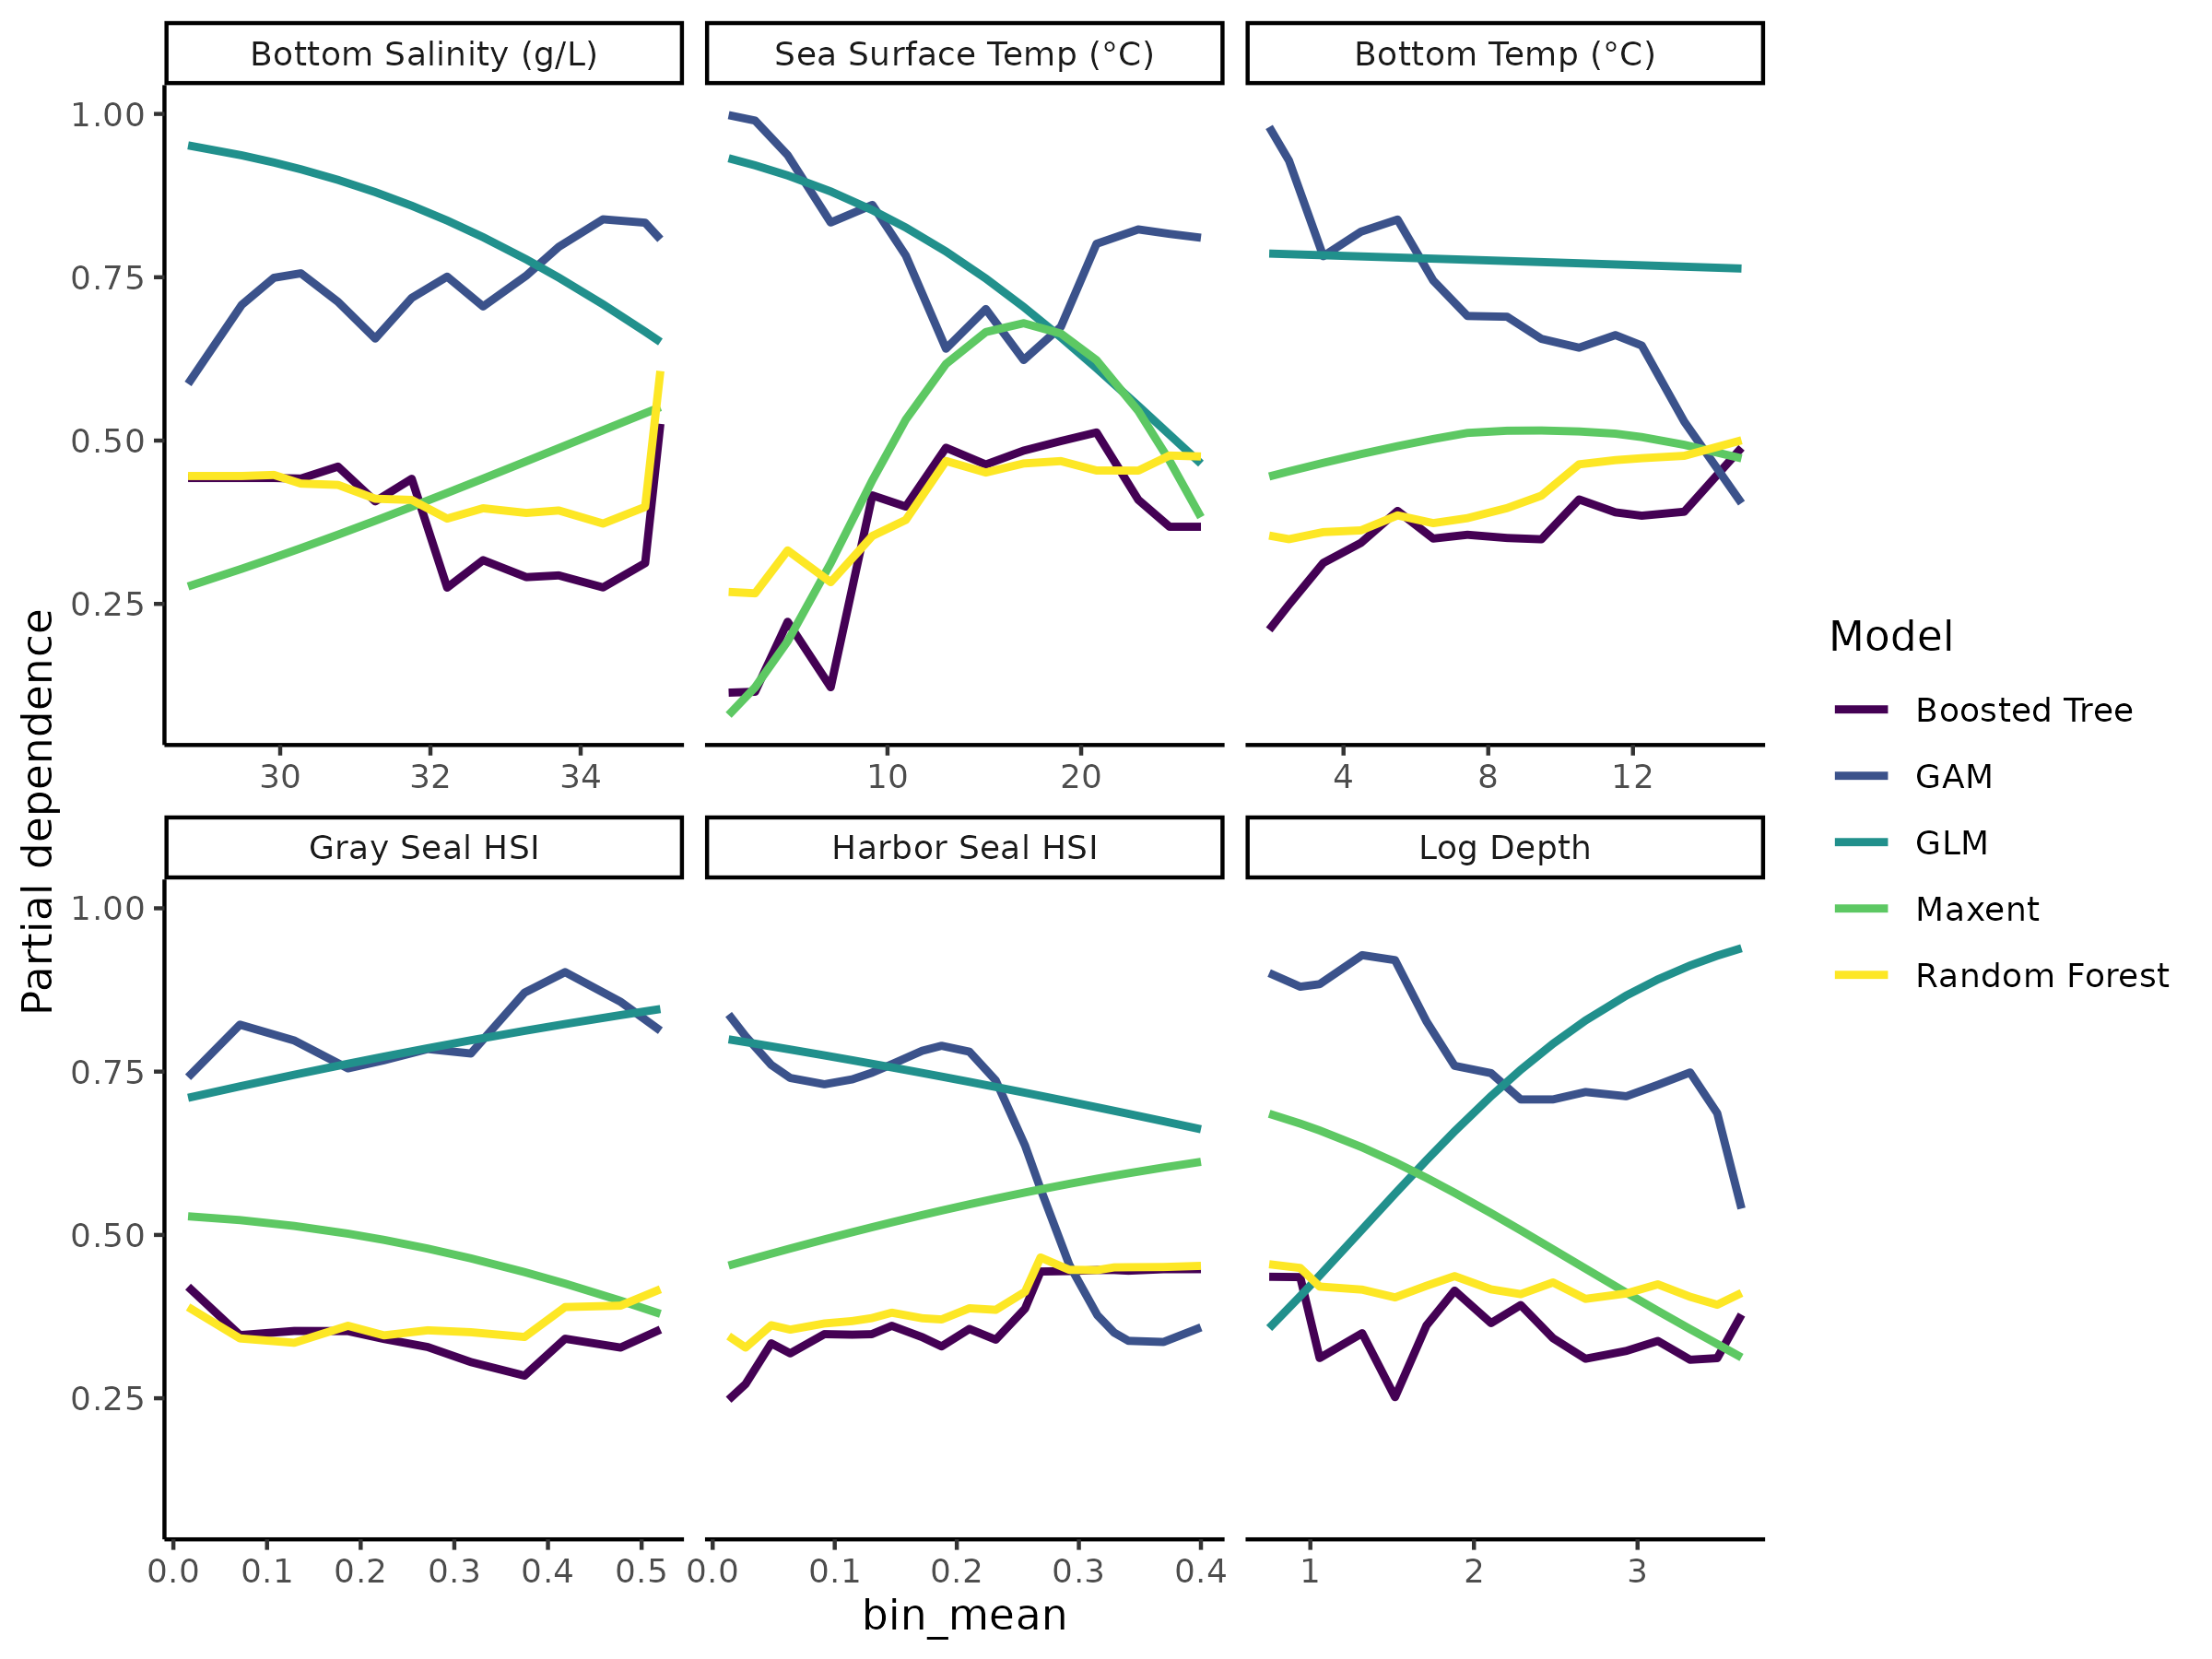 Bottom Salinity (g/L)
Sea Surface Temp (°C)
Bottom Temp (°C)
1.00
0.75
0.50
0.25
30 32 34
10 20
4 8 12
Gray Seal HSI
Harbor Seal HSI
Log Depth
1.00
0.75
0.50
0.25
0.0 0.1 0.2 0.3 0.4 0.5
0.0 0.1 0.2 0.3 0.4
1 2 3
bin_mean
Partial dependence
Model
Boosted Tree
GAM
GLM
Maxent
Random Forest